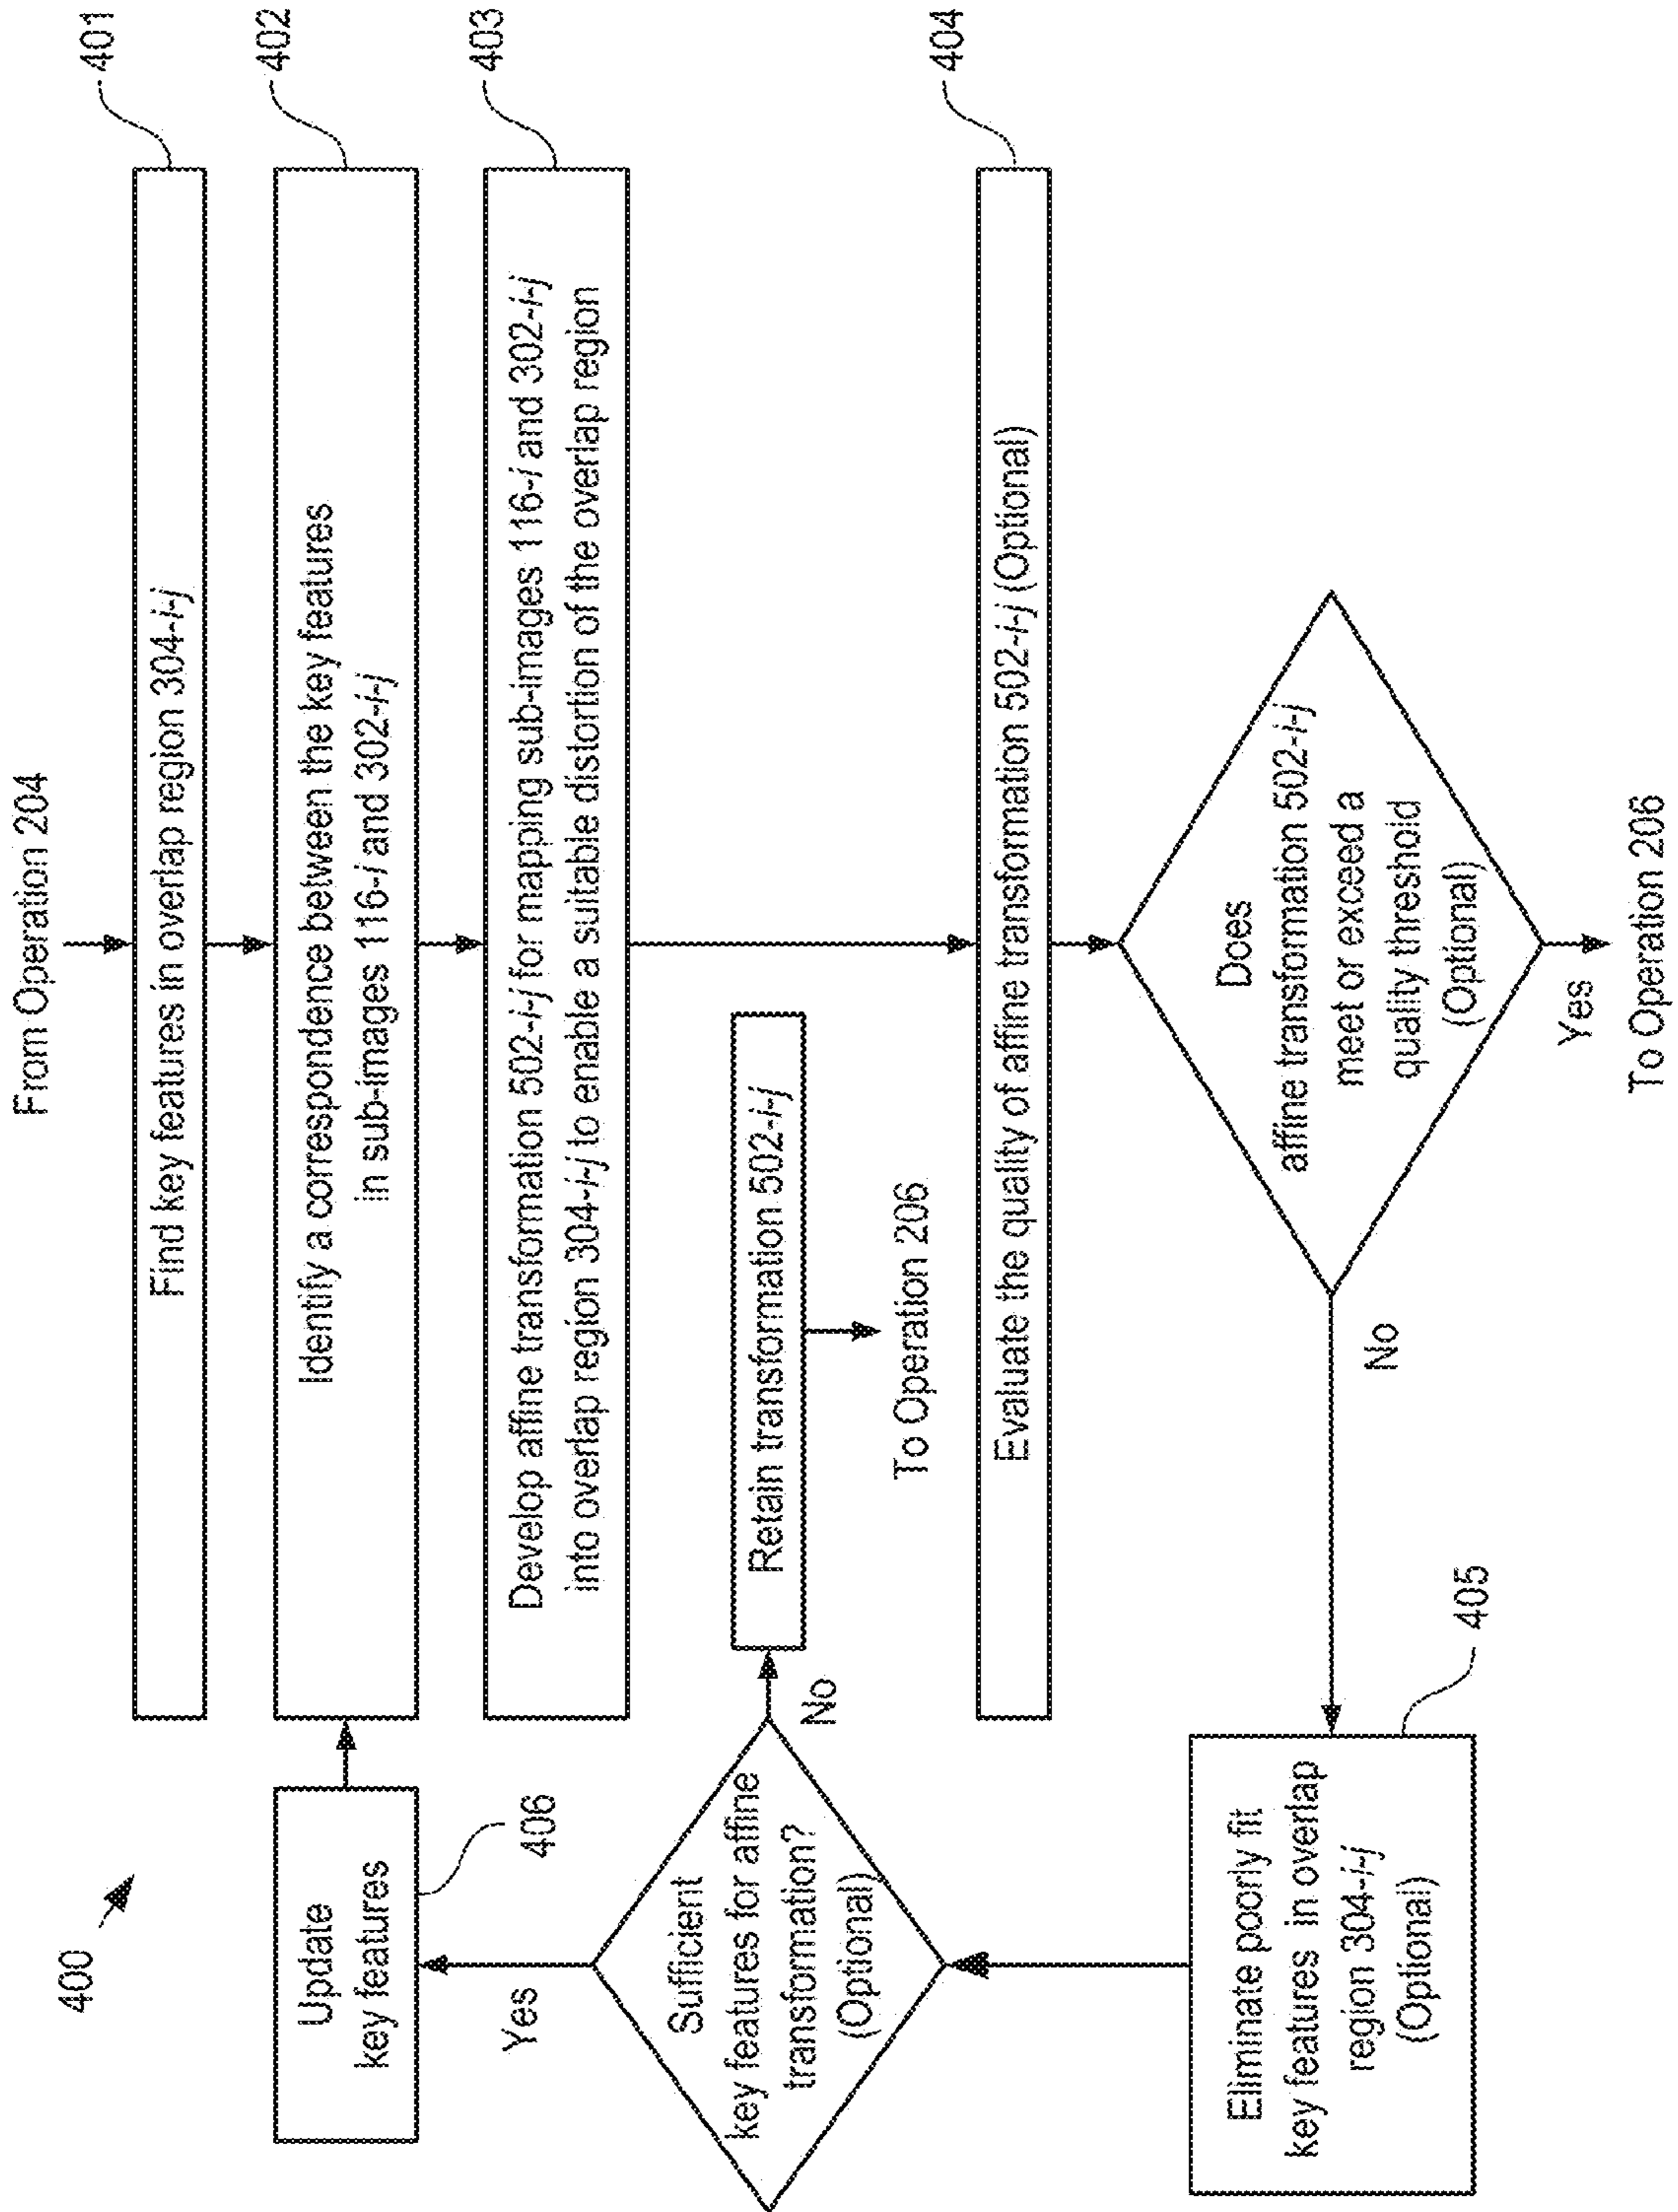 400
From Operation 204
Find key features in overlap region 304-i-j
401
Identify a correspondence between the key features
in sub-images 116-i and 302-i-j
402
Update
key features
406
Develop affine transformation 502-i-j for mapping sub-images 116-i and 302-i-j
into overlap region 304-i-j to enable a suitable distortion of the overlap region
403
Yes
Sufficient
key features for affine
transformation?
(Optional)
No
Retain transformation 502-i-j
To Operation 206
Evaluate the quality of affine transformation 502-i-j (Optional)
404
Does
affine transformation 502-i-j
meet or exceed a
quality threshold
(Optional)
No
Eliminate poorly fit
key features in overlap
region 304-i-j
(Optional)
405
Yes
To Operation 206